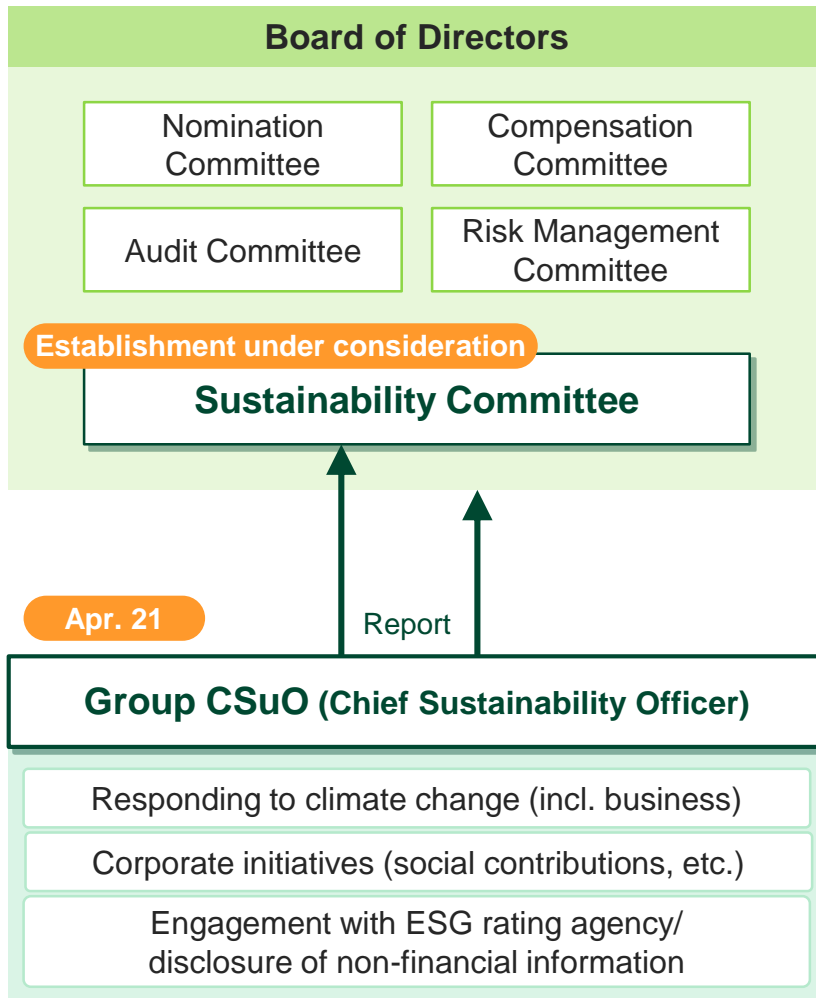 Board of Directors
Nomination
Committee
Compensation
Committee
Audit Committee
Risk Management
Committee
Establishment under consideration
Sustainability Committee
Apr. 21
Report
Group CSuO (Chief Sustainability Officer)
Responding to climate change (incl. business)
Corporate initiatives (social contributions, etc.)
Engagement with ESG rating agency/
disclosure of non-financial information